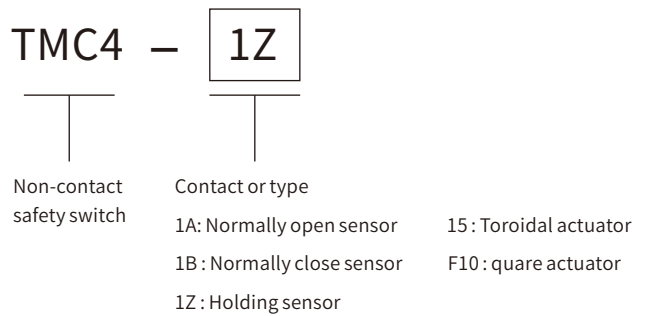 TMC4 – 1Z
Non-contact
safety switch
Contact or type
1A: Normally open sensor
1B : Normally close sensor
1Z : Holding sensor
15 : Toroidal actuator
F10 : quare actuator